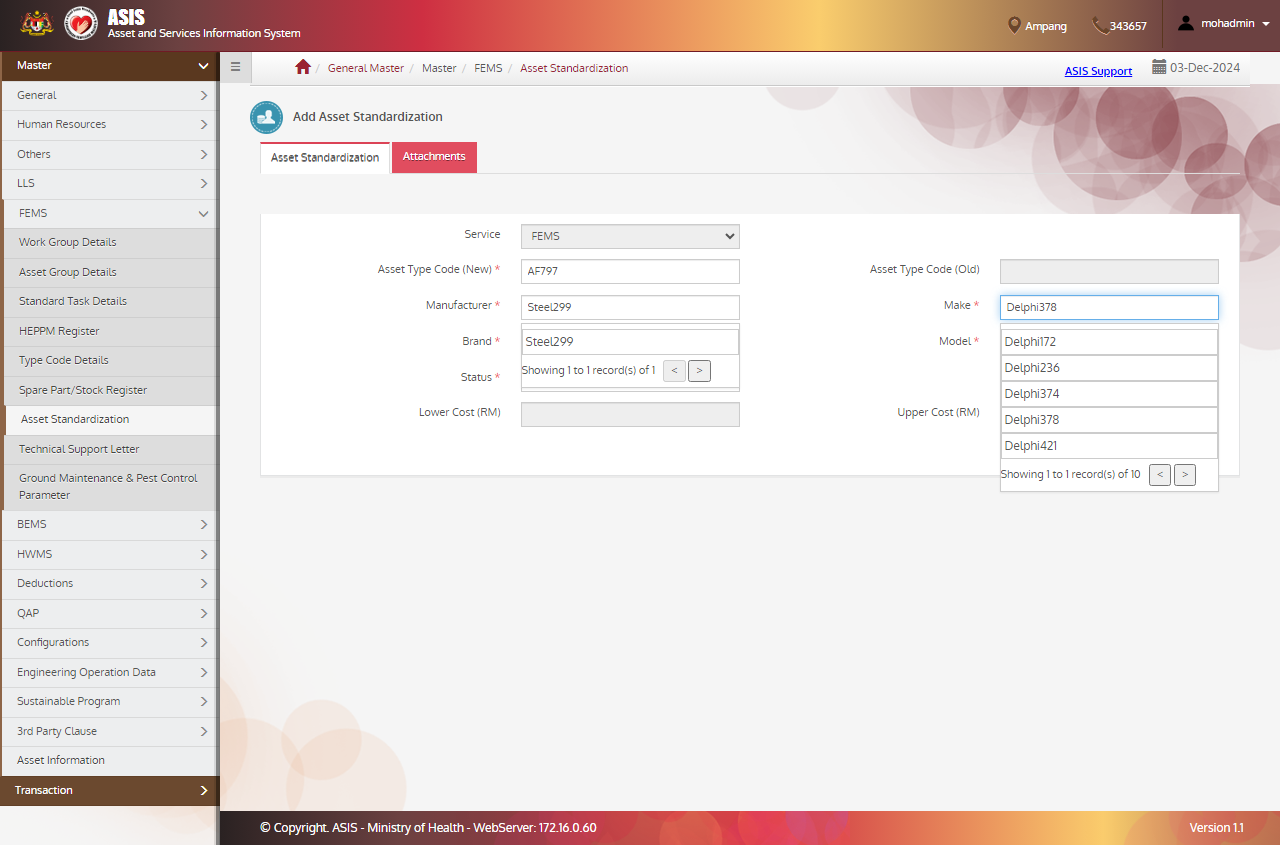 ASIS
Asset and Services Information System
Ampang
343657
mohadmin
Master
General
Human Resources
Others
LLS
FEMS
Work Group Details
Asset Group Details
Standard Task Details
HEPPM Register
Type Code Details
Spare Part/Stock Register
Asset Standardization
Technical Support Letter
Ground Maintenance & Pest Control
Parameter
BEMS
HWMS
Deductions
QAP
Configurations
Engineering Operation Data
Sustainable Program
3rd Party Clause
Asset Information
Transaction
General Master / Master / FEMS / Asset Standardization
ASIS Support
03-Dec-2024
Add Asset Standardization
Asset Standardization
Attachments
Service
FEMS
Asset Type Code (New) *
AF797
Asset Type Code (Old)
Manufacturer *
Steel299
Make *
Delphi378
Brand *
Steel299
Model *
Delphi172
Delphi236
Delphi374
Delphi378
Delphi421
Showing 1 to 1 record(s) of 10 < >
Showing 1 to 1 record(s) of 1 < >
Status *
Lower Cost (RM)
Upper Cost (RM)
© Copyright. ASIS - Ministry of Health - WebServer: 172.16.0.60
Version 1.1